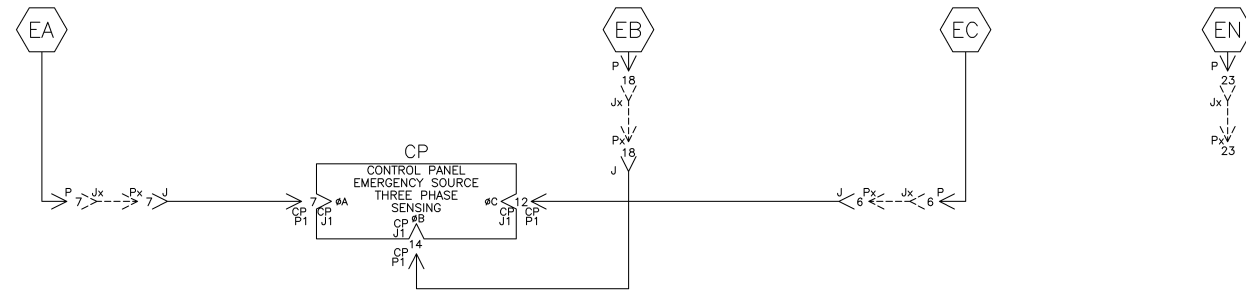 EA
EB
EC
EN
P
18
Jx
Px
18
J
P
23
Jx
Px
23
CP
CONTROL PANEL
EMERGENCY SOURCE
THREE PHASE
SENSING
P 7 Jx Px 7 J
7 øA
CP P1
CP J1
øB
CP J1
14
CP P1
øC 12
CP J1
CP P1
J 6 Px Jx 6 P